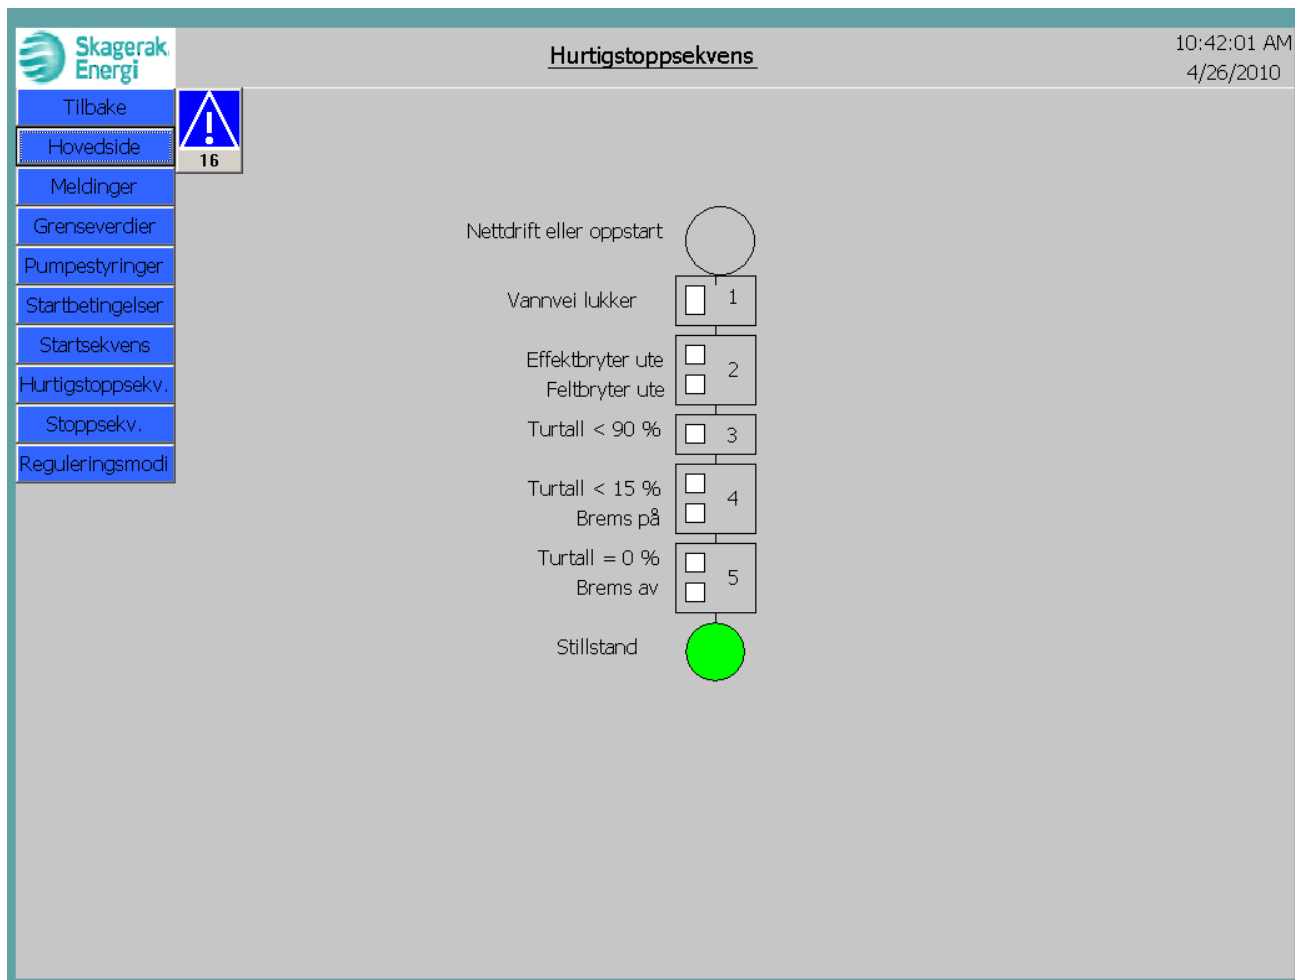 Skagerak
Energi
Hurtigstoppsekvens
10:42:01 AM
4/26/2010
Tilbake
Hovedside
Meldinger
Grenseverdier
Pumpestyringer
Startbetingelser
Startsekvens
Hurtigstoppsekv.
Stoppsekv.
Reguleringsmodi
16
Nettdrift eller oppstart
Vannvei lukker
1
Effektbryter ute
Feltbryter ute
2
Turtall < 90 %
3
Turtall < 15 %
Brems på
4
Turtall = 0 %
Brems av
5
Stillstand